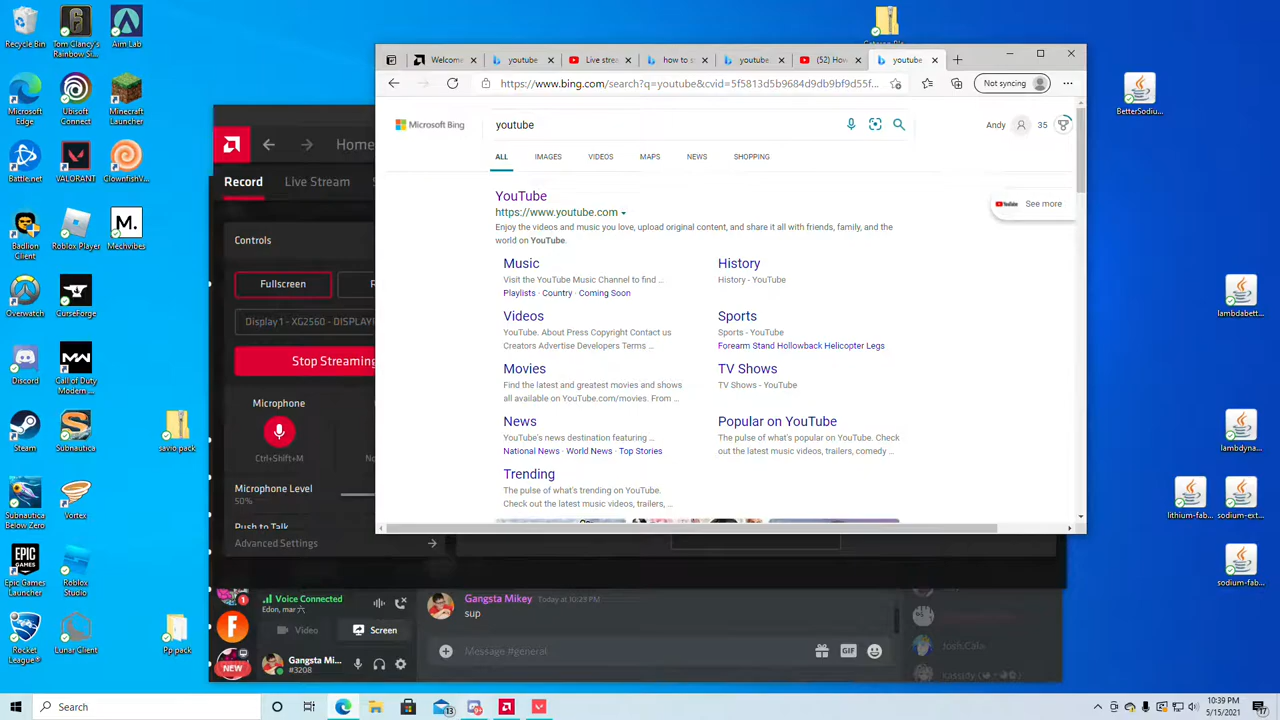 Recycle Bin
Tom Clancy's
Rainbow Si...
Aim Lab
Microsoft
Edge
Ubisoft
Connect
Minecraft
Launcher
Battle.net
VALORANT
ClownfishV...
Badlion
Client
Roblox Player
M.
Mechvibes
Overwatch
CurseForge
Discord
Call of Duty
Modern ...
Steam
Subnautica
savio pack
Subnautica
Below Zero
Vortex
EPIC
GAMES
Epic Games
Launcher
Roblox
Studio
Rocket
League®
Lunar Client
Pp pack
BetterSodiu...
lambdabett...
lambdyna...
lithium-fab...
sodium-ext...
sodium-fab...
Home
Record
Live Stream
Controls
Fullscreen
Display 1 - XG2560 - DISPLAY
Stop Streaming
Microphone
Ctrl+Shift+M
Microphone Level
50%
Push to Talk
Advanced Settings
Welcome
youtube
Live strea
how to s
youtube
(52) How
youtube
https://www.bing.com/search?q=youtube&cvid=5f5813d5b9684d9db9bf9d55f...
Not syncing
Microsoft Bing
youtube
Andy
35
ALL
IMAGES
VIDEOS
MAPS
NEWS
SHOPPING
YouTube
https://www.youtube.com
Enjoy the videos and music you love, upload original content, and share it all with friends, family, and the
world on YouTube.
YouTube
See more
Music
Visit the YouTube Music Channel to find ...
Playlists · Country · Coming Soon
History
History - YouTube
Videos
YouTube. About Press Copyright Contact us
Creators Advertise Developers Terms ...
Sports
Sports - YouTube
Forearm Stand Hollowback Helicopter Legs
Movies
Find the latest and greatest movies and shows
all available on YouTube.com/movies. From ...
TV Shows
TV Shows - YouTube
News
YouTube's news destination featuring ...
National News · World News · Top Stories
Popular on YouTube
The pulse of what's popular on YouTube. Check
out the latest music videos, trailers, comedy ...
Trending
The pulse of what's trending on YouTube.
Check out the latest music videos, trailers, ...
1
Voice Connected
Video
Screen
NEW
Gangsta Mi...
#3208
Gangsta Mikey
Today at 10:23 PM
sup
Message #general
GIF
Josh.Cake
Search
13
10:39 PM
5/15/2021
17